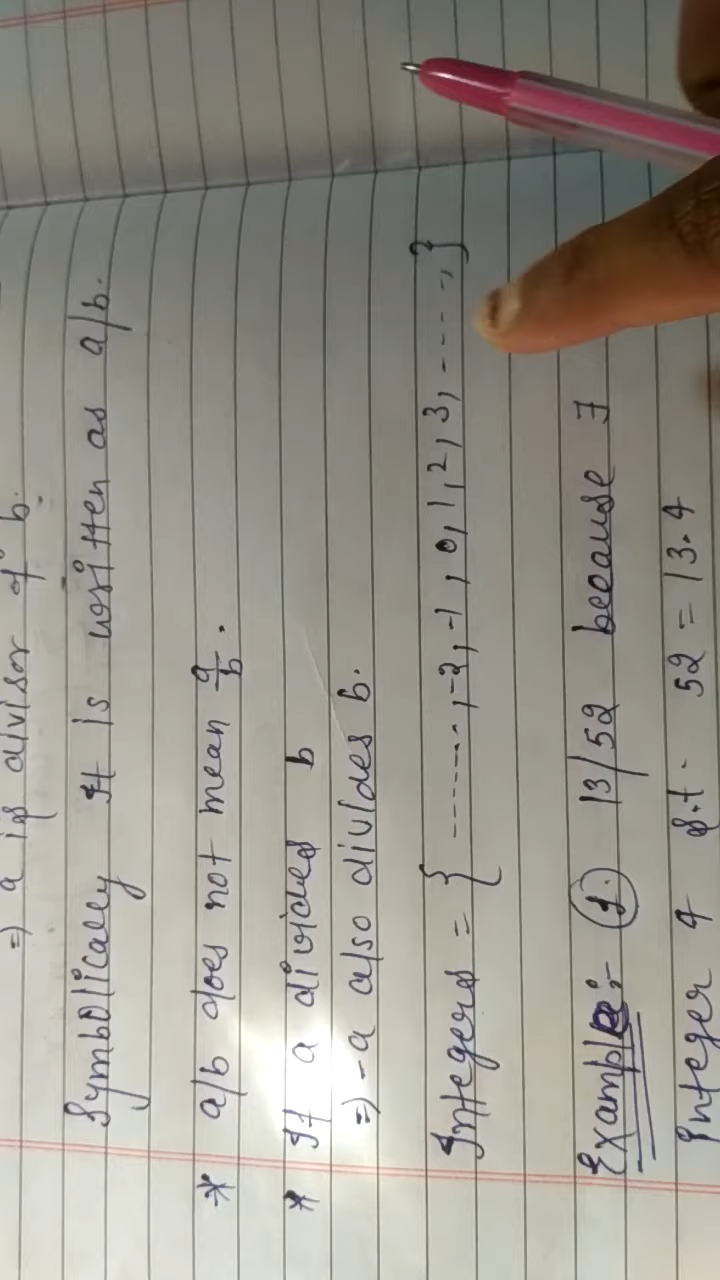 =) a is divisor of b.
Symbolically It is written as a/b.
* a/b does not mean a/b.
* If a divides b
=) -a also divides b.
Integers = { ......., -2, -1, 0, 1, 2, 3, - - - -, }
Example:- ①. 13/52 because ∃
Integer 4 s.t. 52 = 13.4